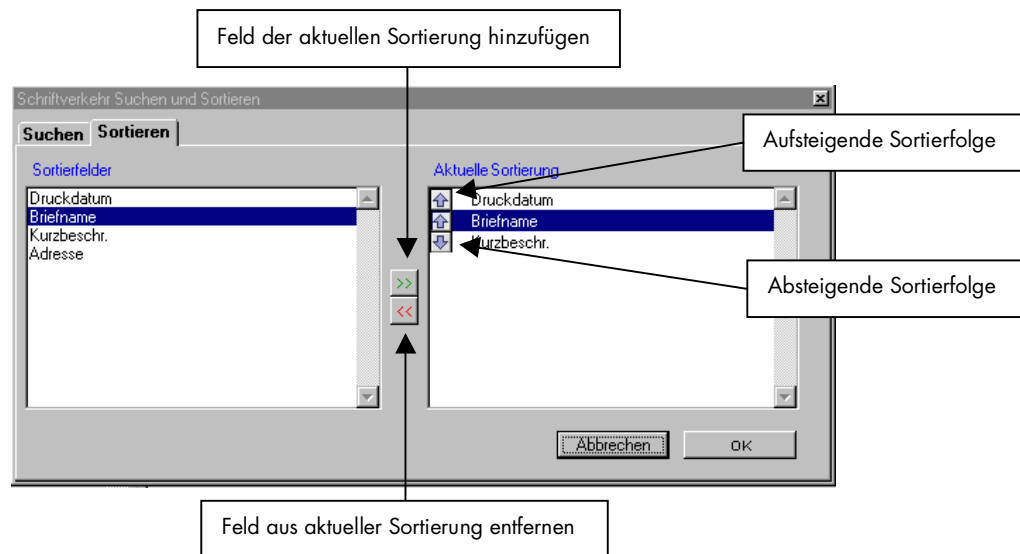 Feld der aktuellen Sortierung hinzufügen
Schriftverkehr Suchen und Sortieren
Suchen Sortieren
Aufsteigende Sortierfolge
Sortierfelder
Druckdatum
Briefname
Kurzbeschr.
Adresse
>>
<<
Aktuelle Sortierung
Druckdatum
Briefname
Kurzbeschr.
Absteigende Sortierfolge
Abbrechen OK
Feld aus aktueller Sortierung entfernen